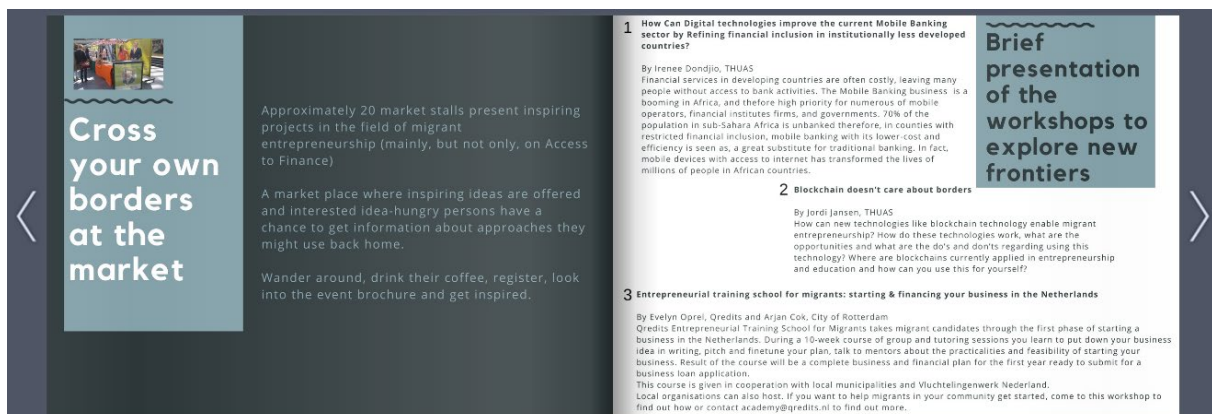 Cross
your own
borders
at the
market
Approximately 20 market stalls present inspiring
projects in the field of migrant
entrepreneurship (mainly, but not only, on Access
to Finance)
A market place where inspiring ideas are offered
and interested idea-hungry persons have a
chance to get information about approaches they
might use back home.
Wander around, drink their coffee, register, look
into the event brochure and get inspired.
Brief
presentation
of the
workshops to
explore new
frontiers
1 How Can Digital technologies improve the current Mobile Banking
sector by Refining financial inclusion in institutionally less developed
countries?
By Irenee Dondjio, THUAS
Financial services in developing countries are often costly, leaving many
people without access to bank activities. The Mobile Banking business is a
booming in Africa, and thefore high priority for numerous of mobile
operators, financial institutes firms, and governments. 70% of the
population in sub-Sahara Africa is unbanked therefore, in counties with
restricted financial inclusion, mobile banking with its lower-cost and
efficiency is seen as, a great substitute for traditional banking. In fact,
mobile devices with access to internet has transformed the lives of
millions of people in African countries.
2 Blockchain doesn't care about borders
By Jordi Jansen, THUAS
How can new technologies like blockchain technology enable migrant
entrepreneurship? How do these technologies work, what are the
opportunities and what are the do's and don'ts regarding using this
technology? Where are blockchains currently applied in entrepreneurship
and education and how can you use this for yourself?
3 Entrepreneurial training school for migrants: starting & financing your business in the Netherlands
By Evelyn Oprel, Qredits and Arjan Cok, City of Rotterdam
Qredits Entrepreneurial Training School for Migrants takes migrant candidates through the first phase of starting a
business in the Netherlands. During a 10-week course of group and tutoring sessions you learn to put down your business
idea in writing, pitch and finetune your plan, talk to mentors about the practicalities and feasibility of starting your
business. Result of the course will be a complete business and financial plan for the first year ready to submit for a
business loan application.
This course is given in cooperation with local municipalities and Vluchtelingenwerk Nederland.
Local organisations can also host. If you want to help migrants in your community get started, come to this workshop to
find out how or contact academy@qredits.nl to find out more.